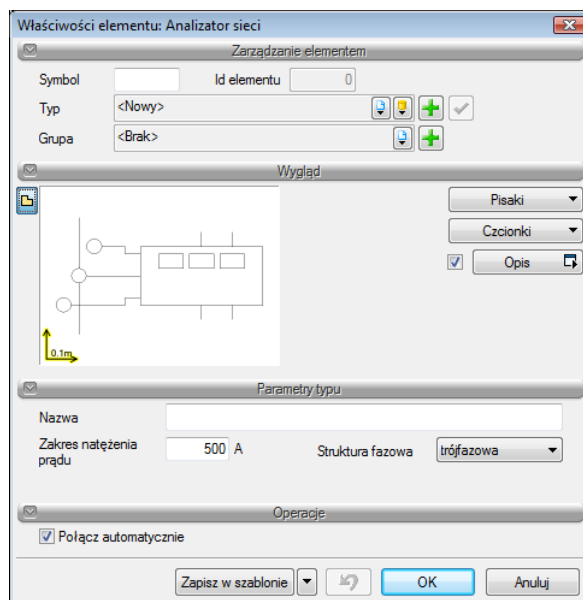 Właściwości elementu: Analizator sieci
Zarządzanie elementem
Symbol Id elementu 0
Typ <Nowy>
Grupa <Brak>
Wygląd
Pisaki
Czcionki
Opis
0.1m
Parametry typu
Nazwa
Zakres natężenia prądu 500 A Struktura fazowa trójfazowa
Operacje
Połącz automatycznie
Zapisz w szablonie OK Anuluj